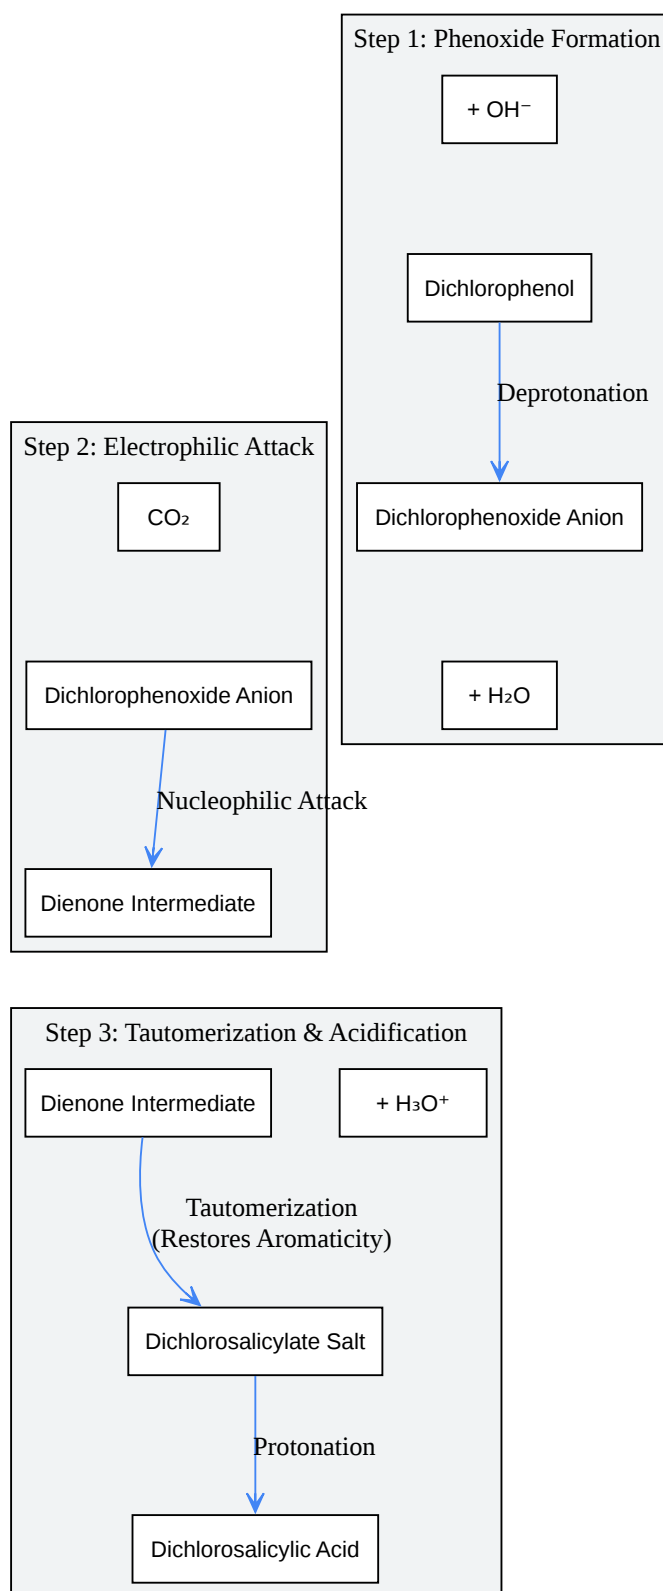 Step 1: Phenoxide Formation
+ OH⁻
Dichlorophenol
Deprotonation
Dichlorophenoxide Anion
+ H₂O
Step 2: Electrophilic Attack
CO₂
Dichlorophenoxide Anion
Nucleophilic Attack
Dienone Intermediate
Step 3: Tautomerization & Acidification
Dienone Intermediate
+ H₃O⁺
Tautomerization
(Restores Aromaticity)
Dichlorosalicylate Salt
Protonation
Dichlorosalicylic Acid